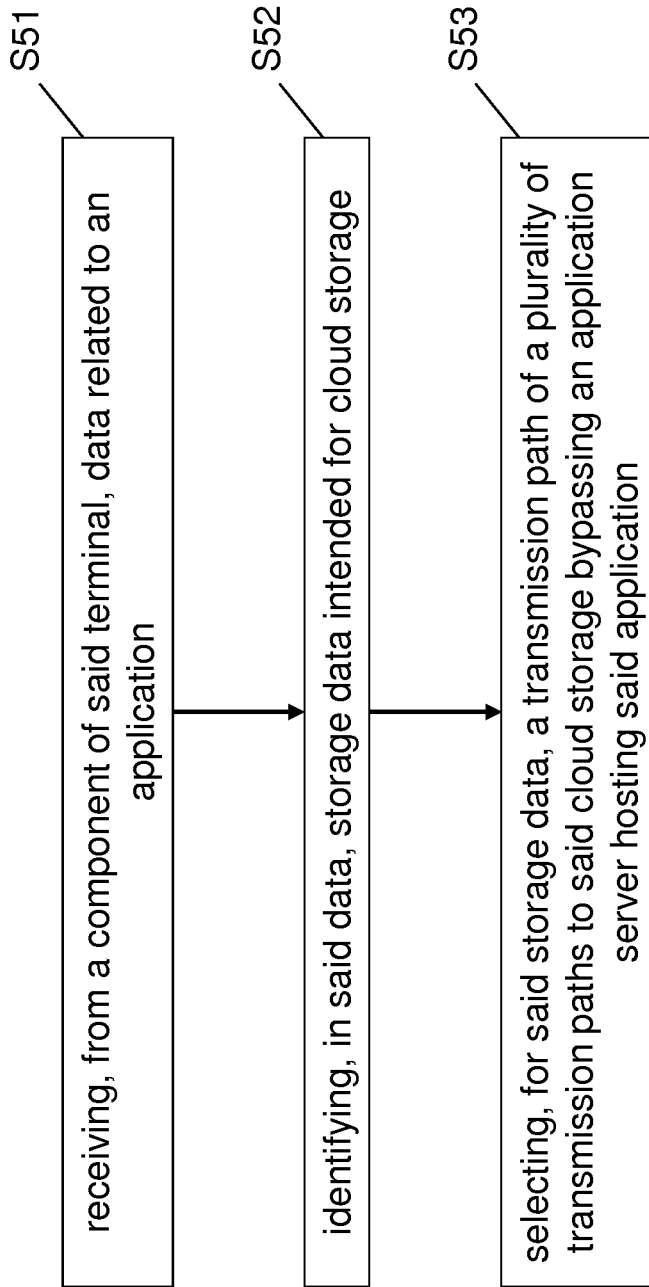 S51
receiving, from a component of said terminal, data related to an
application
S52
identifying, in said data, storage data intended for cloud storage
S53
selecting, for said storage data, a transmission path of a plurality of
transmission paths to said cloud storage bypassing an application
server hosting said application